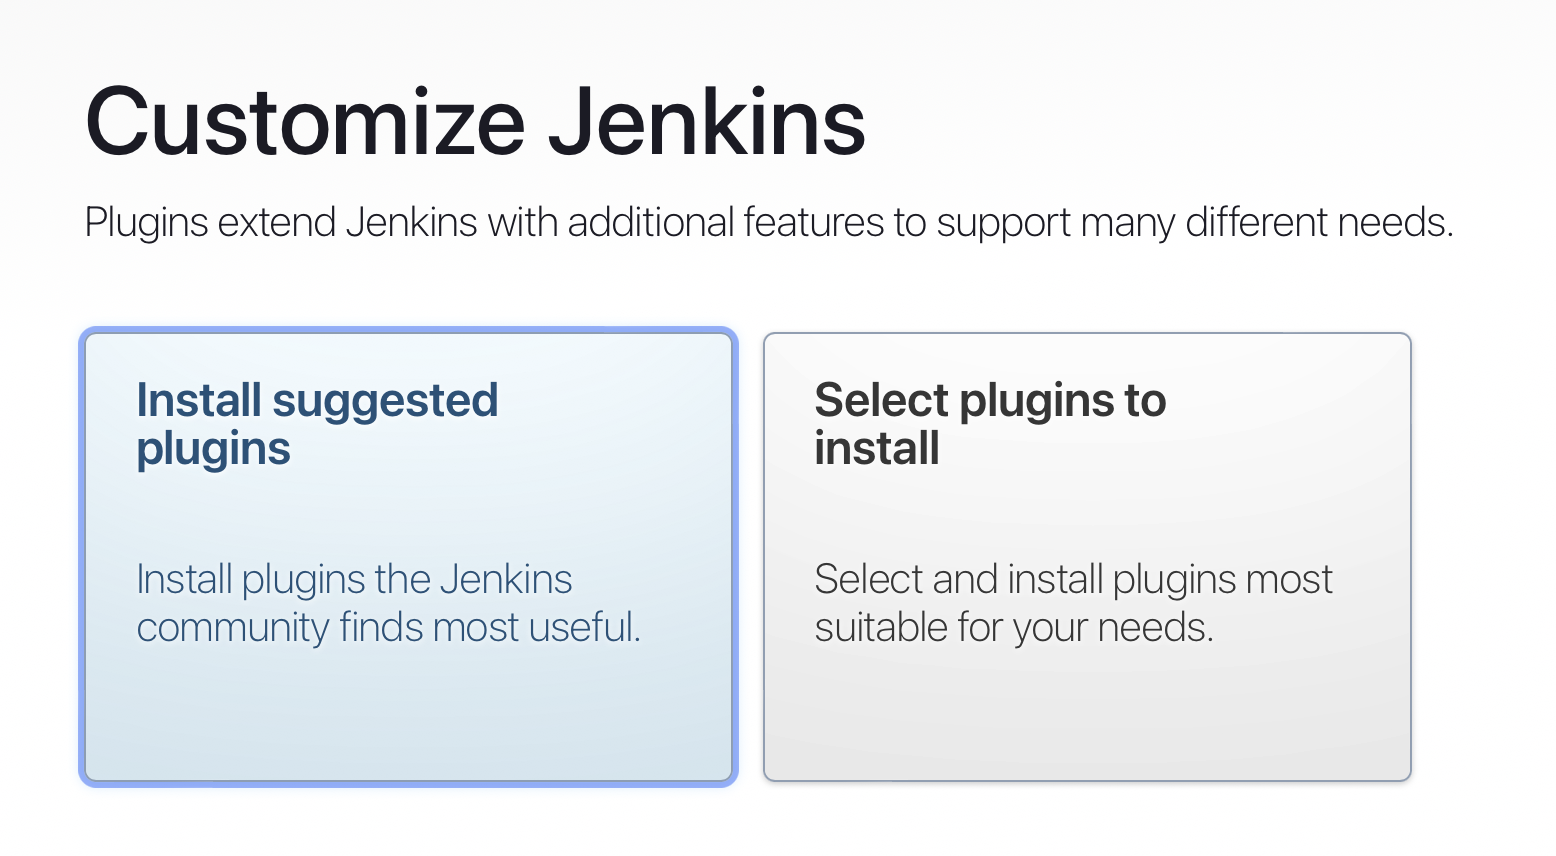 Customize Jenkins
Plugins extend Jenkins with additional features to support many different needs.
Install suggested
plugins
Install plugins the Jenkins
community finds most useful.
Select plugins to
install
Select and install plugins most
suitable for your needs.